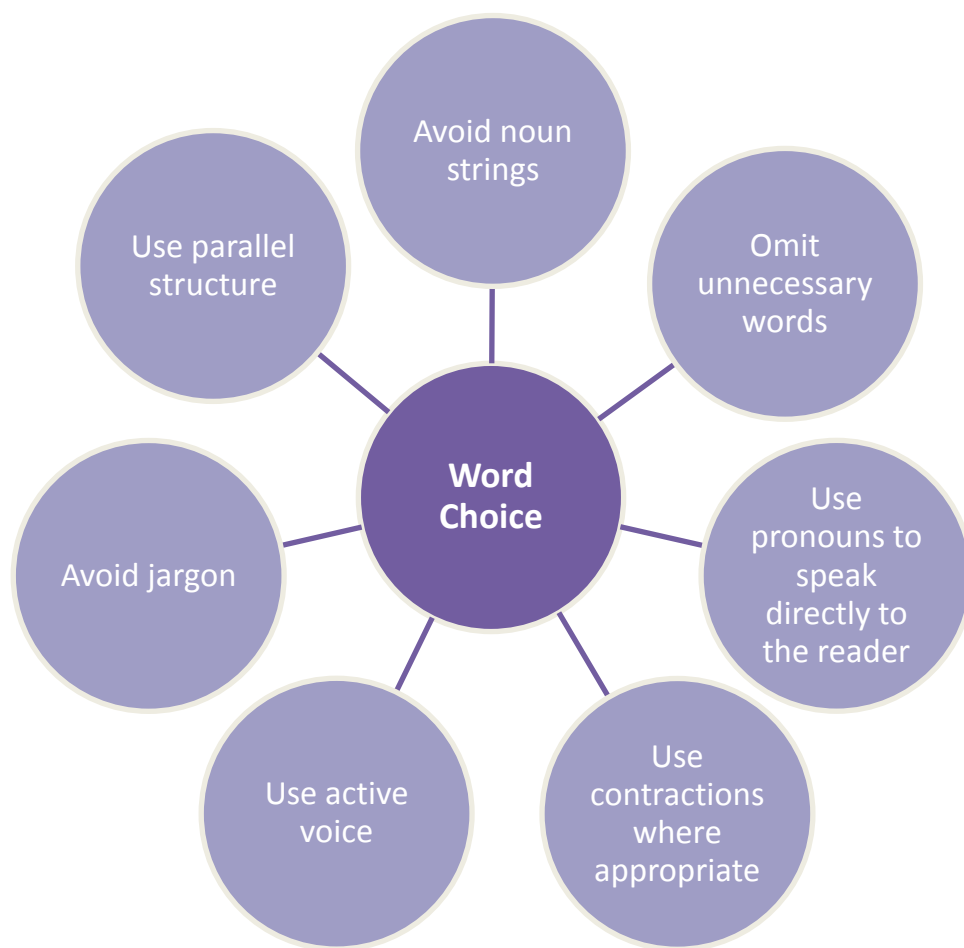 Avoid noun
strings
Omit
unnecessary
words
Use pronouns to
speak
directly to
the reader
Use
contractions
where
appropriate
Use active
voice
Avoid jargon
Use parallel
structure
Word
Choice